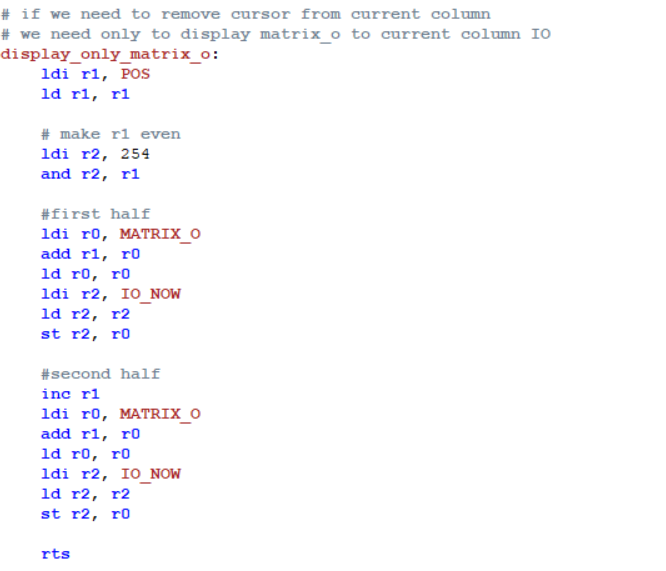 # if we need to remove cursor from current column
# we need only to display matrix_o to current column IO
display_only_matrix_o:
    ldi r1, POS
    ld r1, r1

    # make r1 even
    ldi r2, 254
    and r2, r1

    #first half
    ldi r0, MATRIX_O
    add r1, r0
    ld r0, r0
    ldi r2, IO_NOW
    ld r2, r2
    st r2, r0

    #second half
    inc r1
    ldi r0, MATRIX_O
    add r1, r0
    ld r0, r0
    ldi r2, IO_NOW
    ld r2, r2
    st r2, r0

    rts